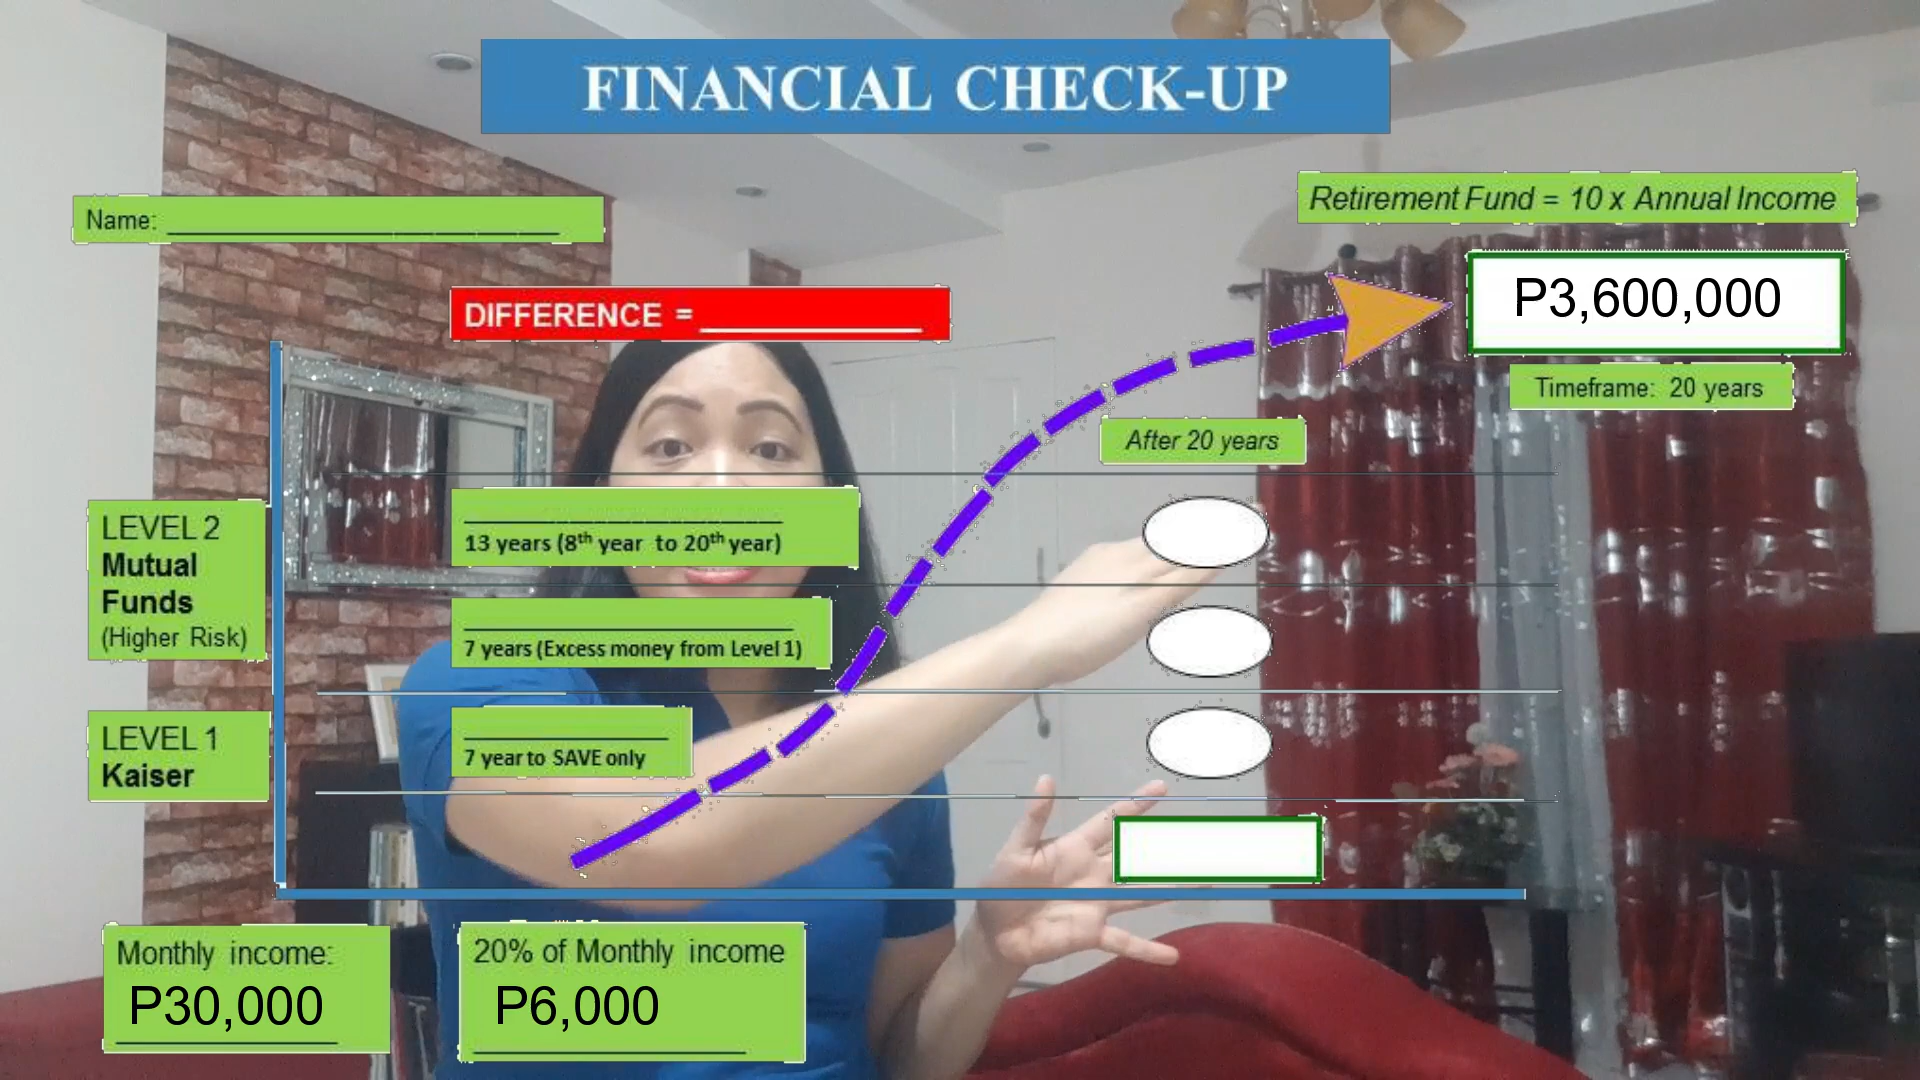 FINANCIAL CHECK-UP
Name:
Retirement Fund = 10 x Annual Income
P3,600,000
DIFFERENCE =
Timeframe: 20 years
After 20 years
LEVEL 2
Mutual
Funds
(Higher Risk)
13 years (8th year to 20th year)
7 years (Excess money from Level 1)
LEVEL 1
Kaiser
7 year to SAVE only
Monthly income:
P30,000
20% of Monthly income
P6,000